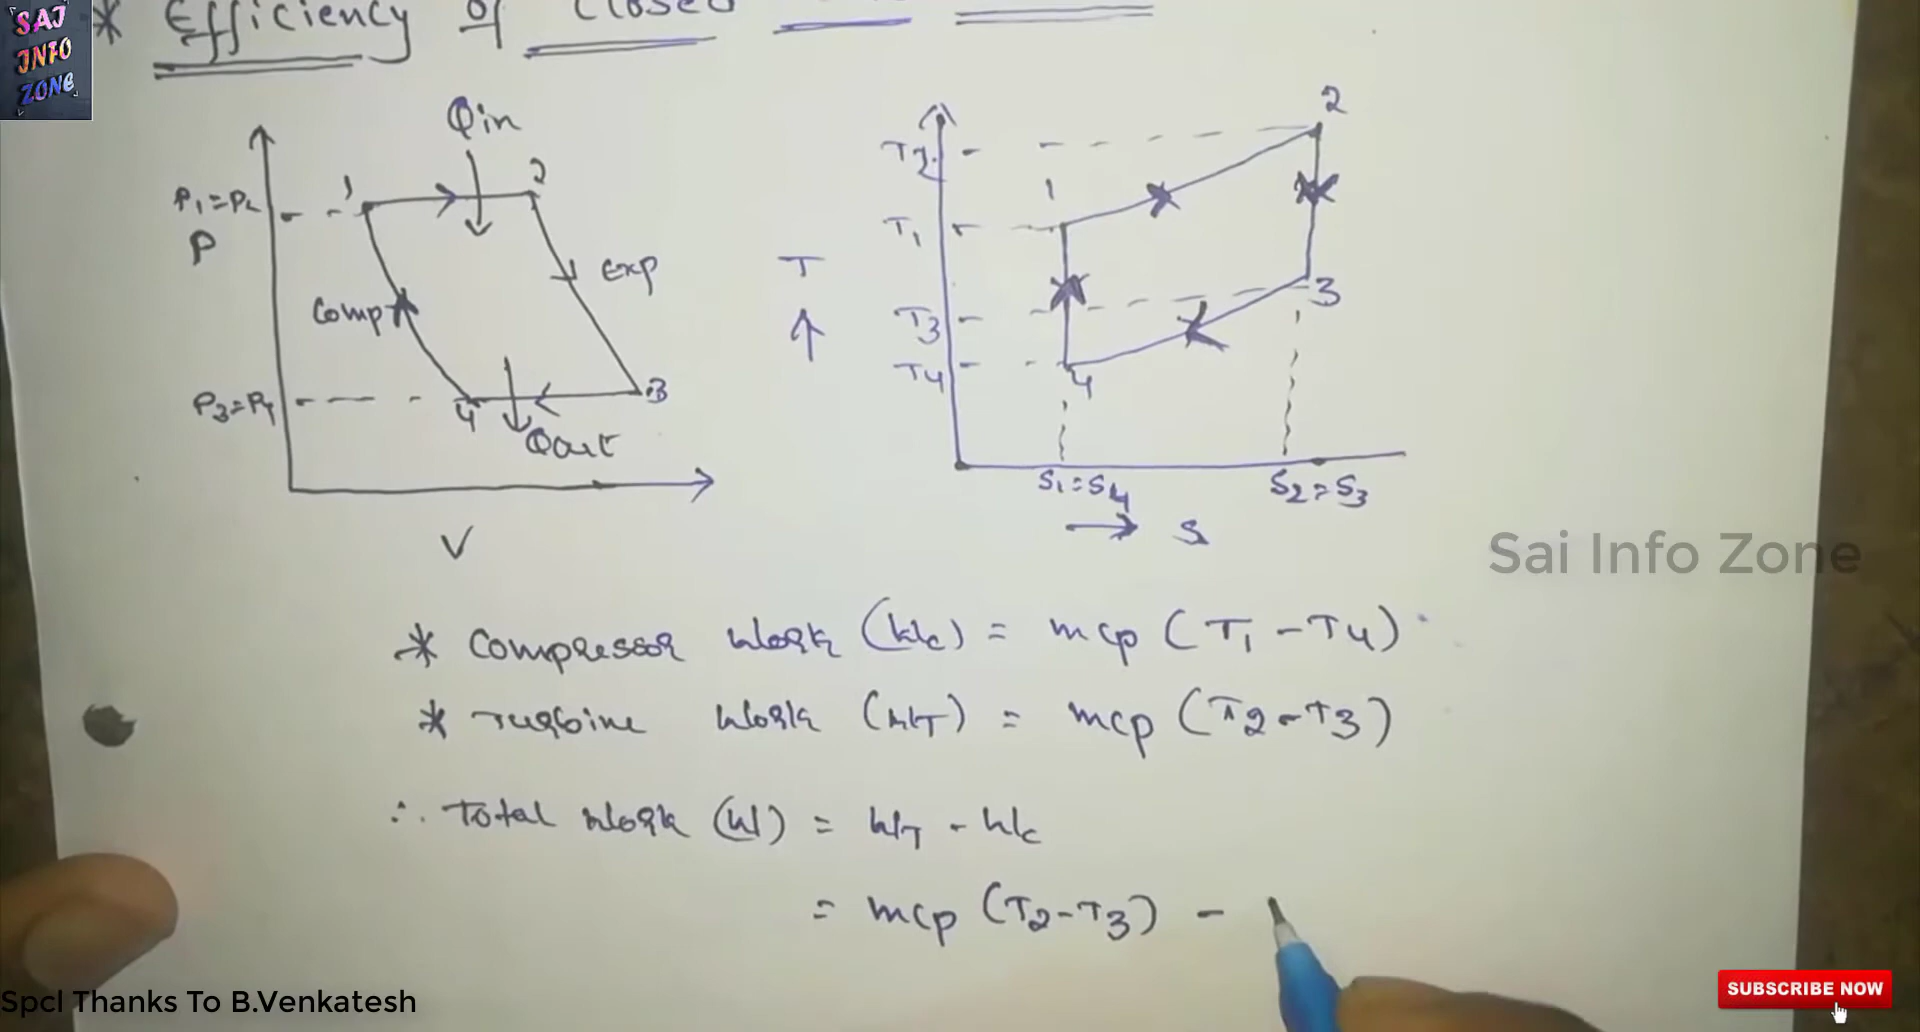 SAI
INFO
ZONE
* Efficiency of Closed
Qin
P1=P2
P
1
2
Comp
Exp
P3=P4
4
3
Qout
V
2
T2
1
T1
T
T3
3
T4
4
S1=S4
S2=S3
S
Sai Info Zone
* Compressor work (Wc) = mcp (T1-T4)
* Turbine work (WT) = mcp (T2-T3)
∴ Total work (W) = WT - Wc
= mcp (T2-T3) -
Spcl Thanks To B.Venkatesh
SUBSCRIBE NOW